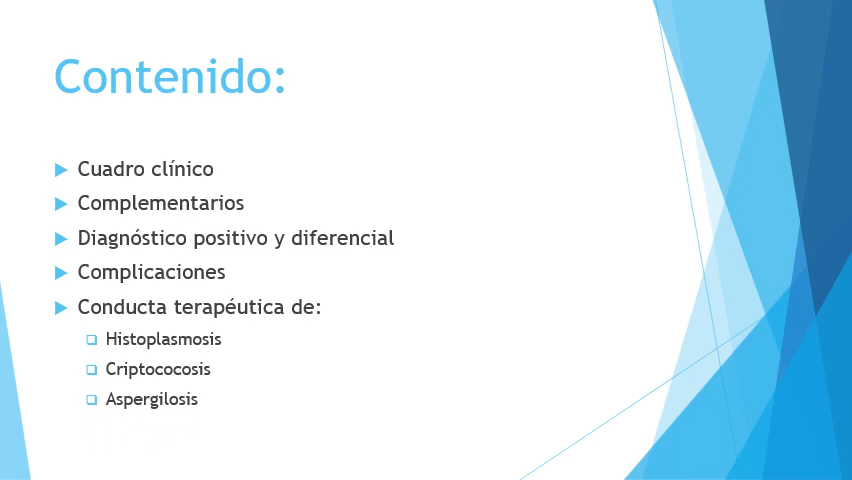 Contenido:
Cuadro clínico
Complementarios
Diagnóstico positivo y diferencial
Complicaciones
Conducta terapéutica de:
Histoplasmosis
Criptococosis
Aspergilosis